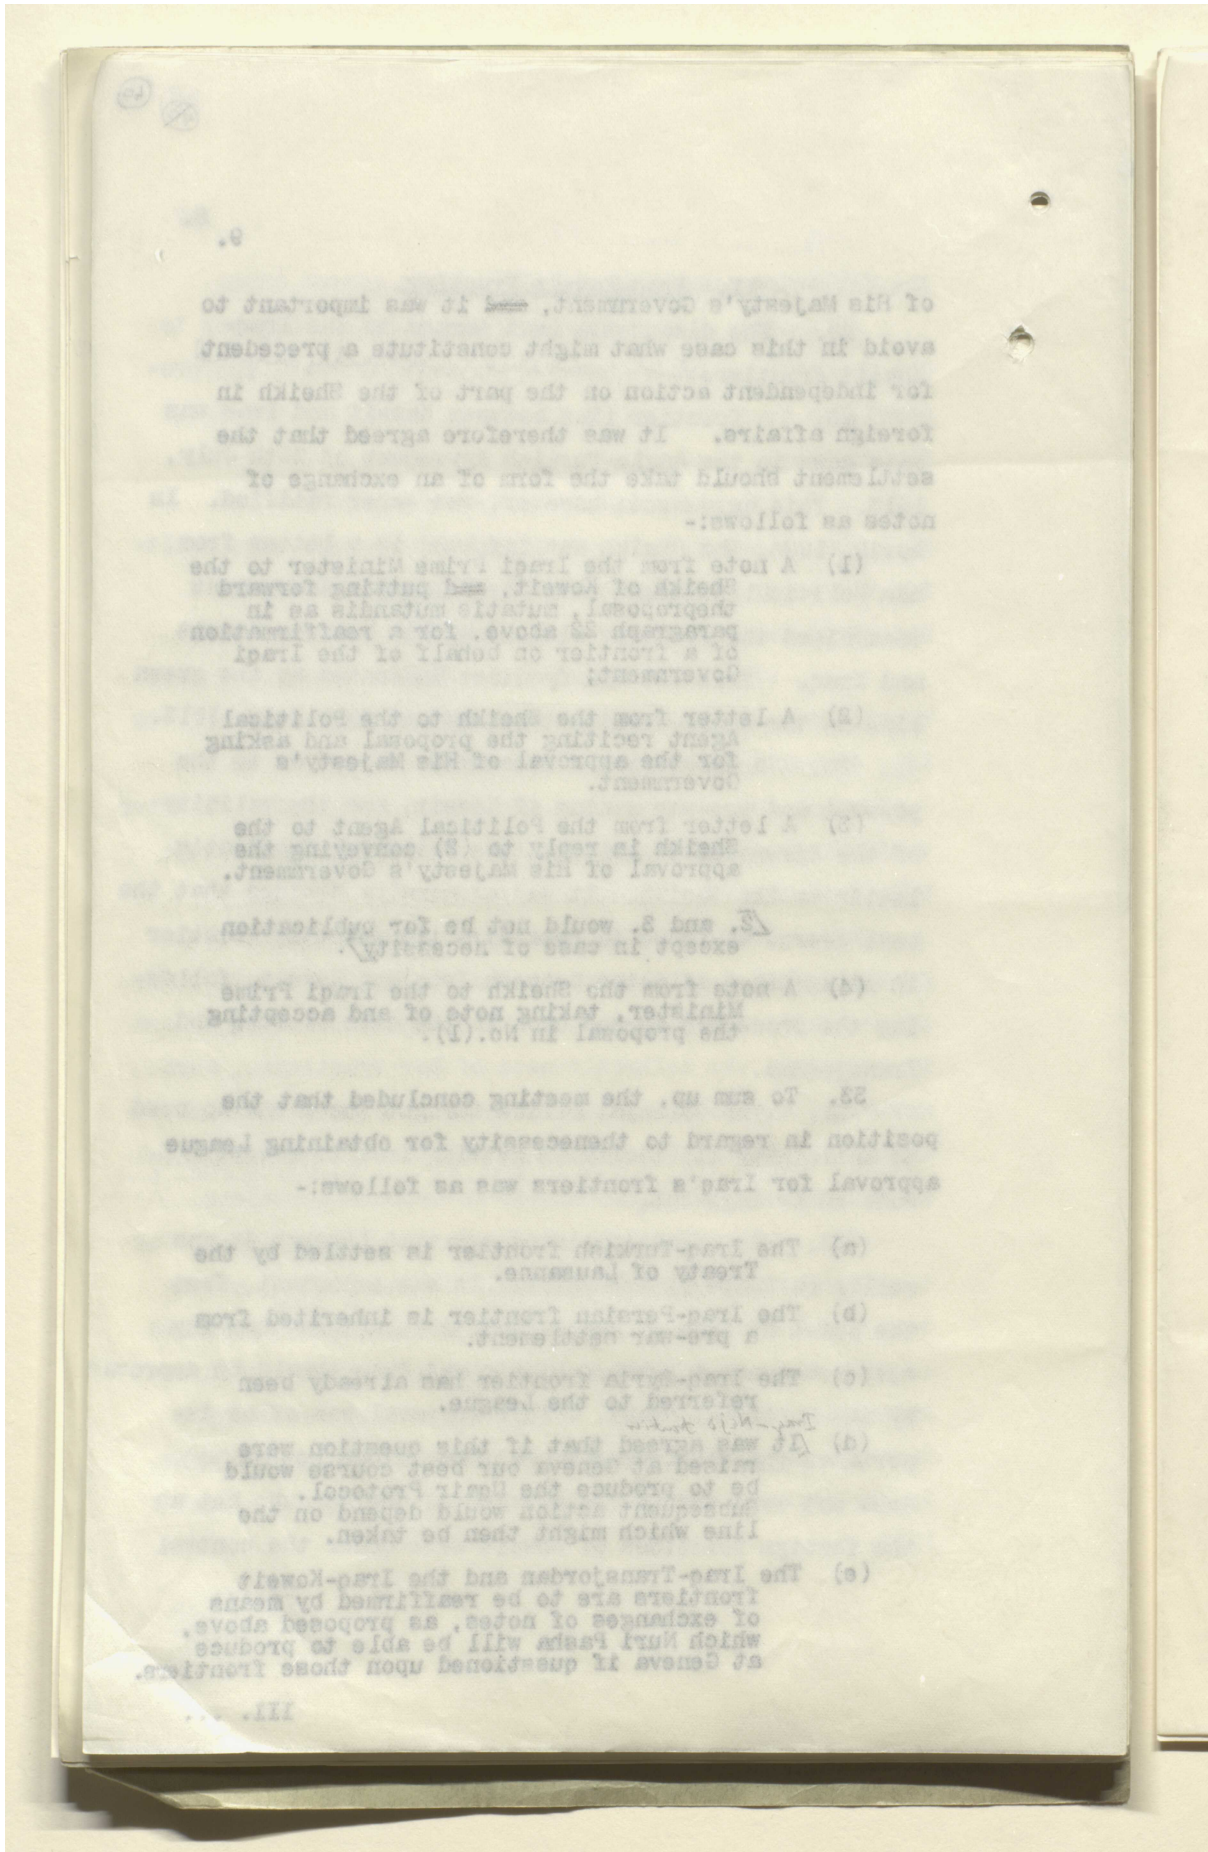 9.
of His Majesty's Government, and it was important to
avoid in this case what might constitute a precedent
for independent action on the part of the Sheikh in
foreign affairs. It was therefore agreed that the
settlement should take the form of an exchange of
notes as follows:-
(1) A note from the Iraqi Prime Minister to the
Sheikh of Koweit, and putting forward
theproposal, mutatis mutandis as in
paragraph 22 above, for a reaffirmation
of a frontier on behalf of the Iraqi
Government;
(2) A letter from the Sheikh to the Political
Agent reciting the proposal and asking
for the approval of His Majesty's
Government.
(3) A letter from the Political Agent to the
Sheikh in reply to (2) conveying the
approval of His Majesty's Government.
/2. and 3. would not be for publication
except in case of necessity/.
(4) A note from the Sheikh to the Iraqi Prime
Minister, taking note of and accepting
the proposal in No.(1).
33. To sum up, the meeting concluded that the
position in regard to thenecessity for obtaining League
approval for Iraq's frontiers was as follows:-
(a) The Iraq-Turkish frontier is settled by the
Treaty of Lausanne.
(b) The Iraq-Persian frontier is inherited from
a pre-war settlement.
(c) The Iraq-Syria frontier has already been
referred to the League.
Iraq-Nejd frontier
(d) /It was agreed that if this question were
raised at Geneva our best course would
be to produce the Uqair Protocol.
Subsequent action would depend on the
line which might then be taken.
(e) The Iraq-Transjordan and the Iraq-Koweit
frontiers are to be reaffirmed by means
of exchanges of notes, as proposed above,
which Nuri Pasha will be able to produce
at Geneva if questioned upon those frontiers.
III. ...